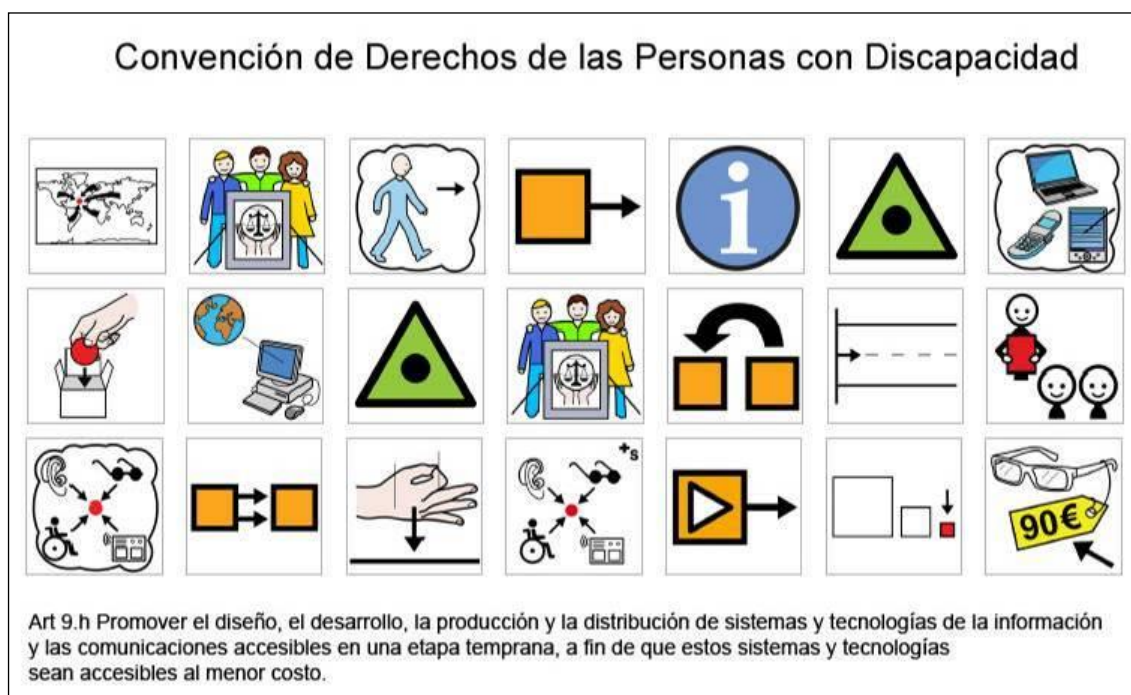 Convención de Derechos de las Personas con Discapacidad
i
+s
90€
Art 9.h Promover el diseño, el desarrollo, la producción y la distribución de sistemas y tecnologías de la información
y las comunicaciones accesibles en una etapa temprana, a fin de que estos sistemas y tecnologías
sean accesibles al menor costo.